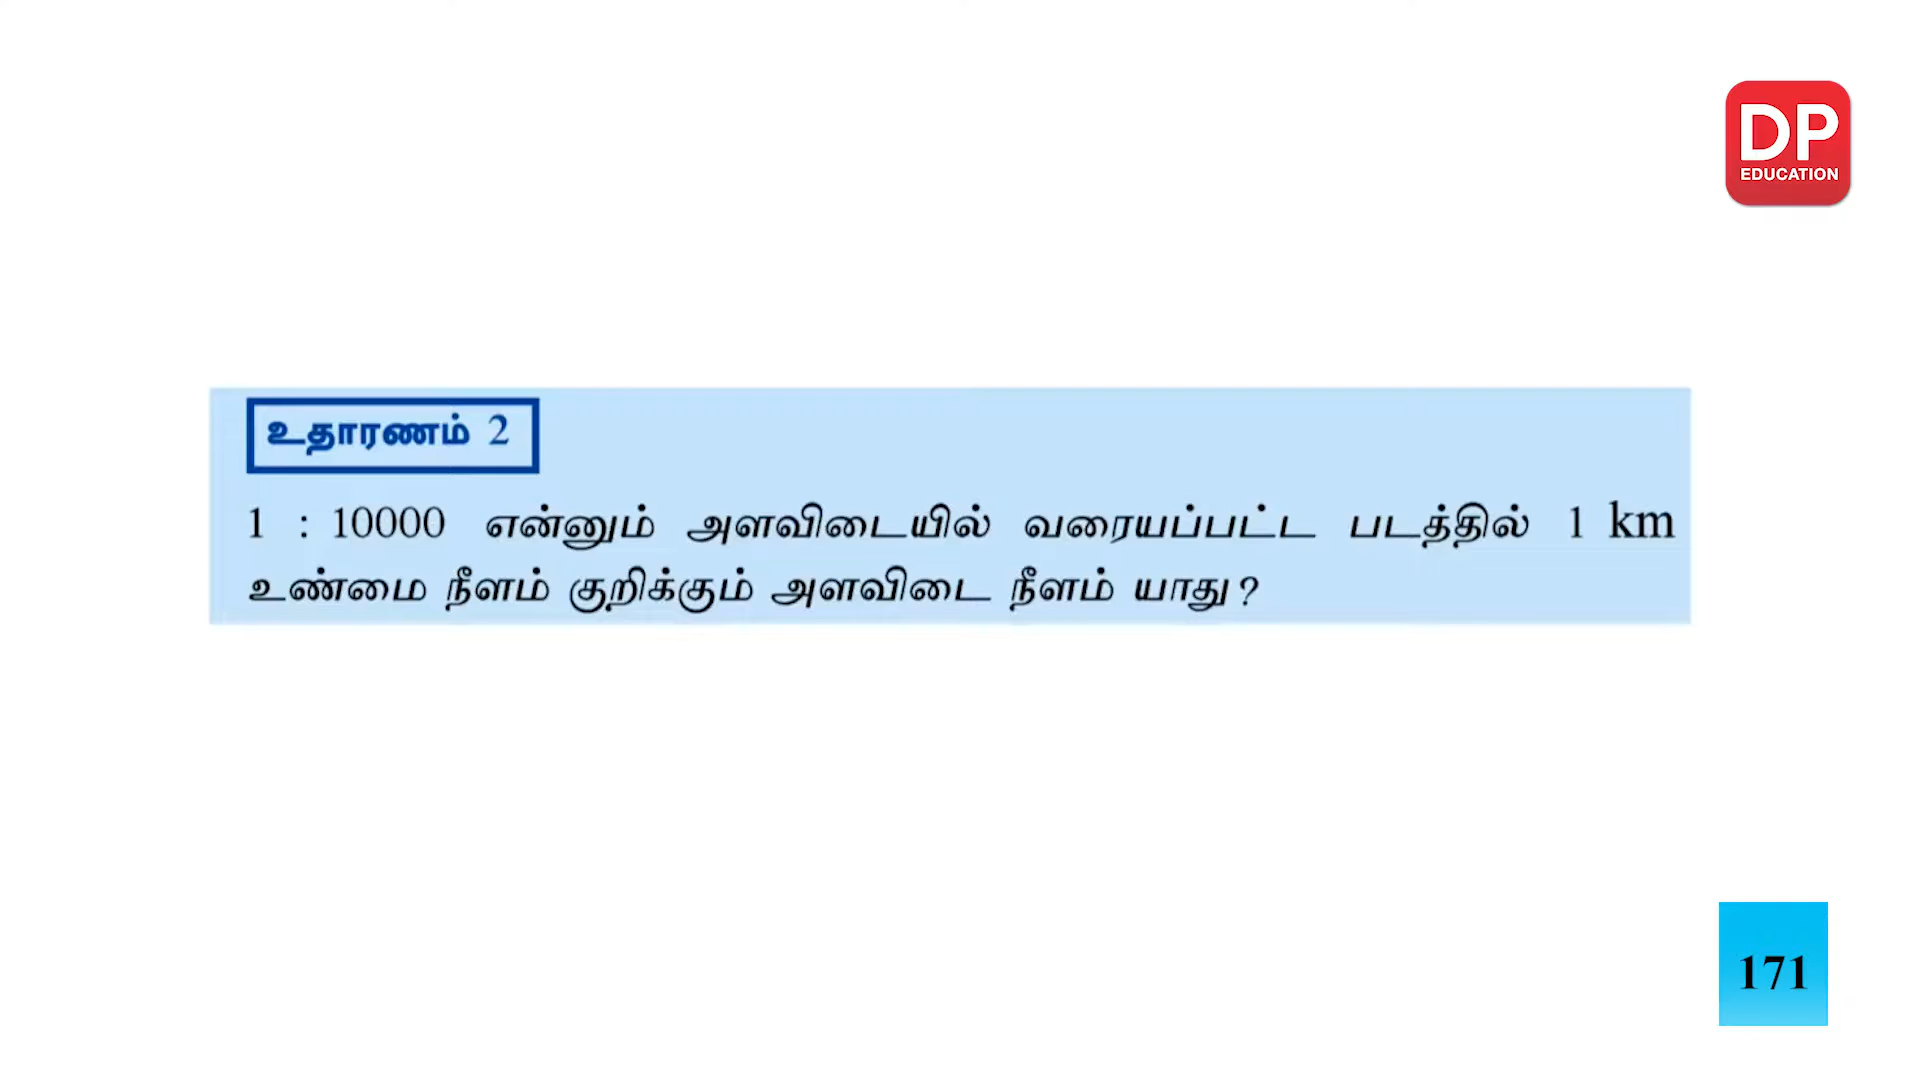 DP
EDUCATION
உதாரணம் 2
1 : 10000 என்னும் அளவிடையில் வரையப்பட்ட படத்தில் 1 km
உண்மை நீளம் குறிக்கும் அளவிடை நீளம் யாது?
171